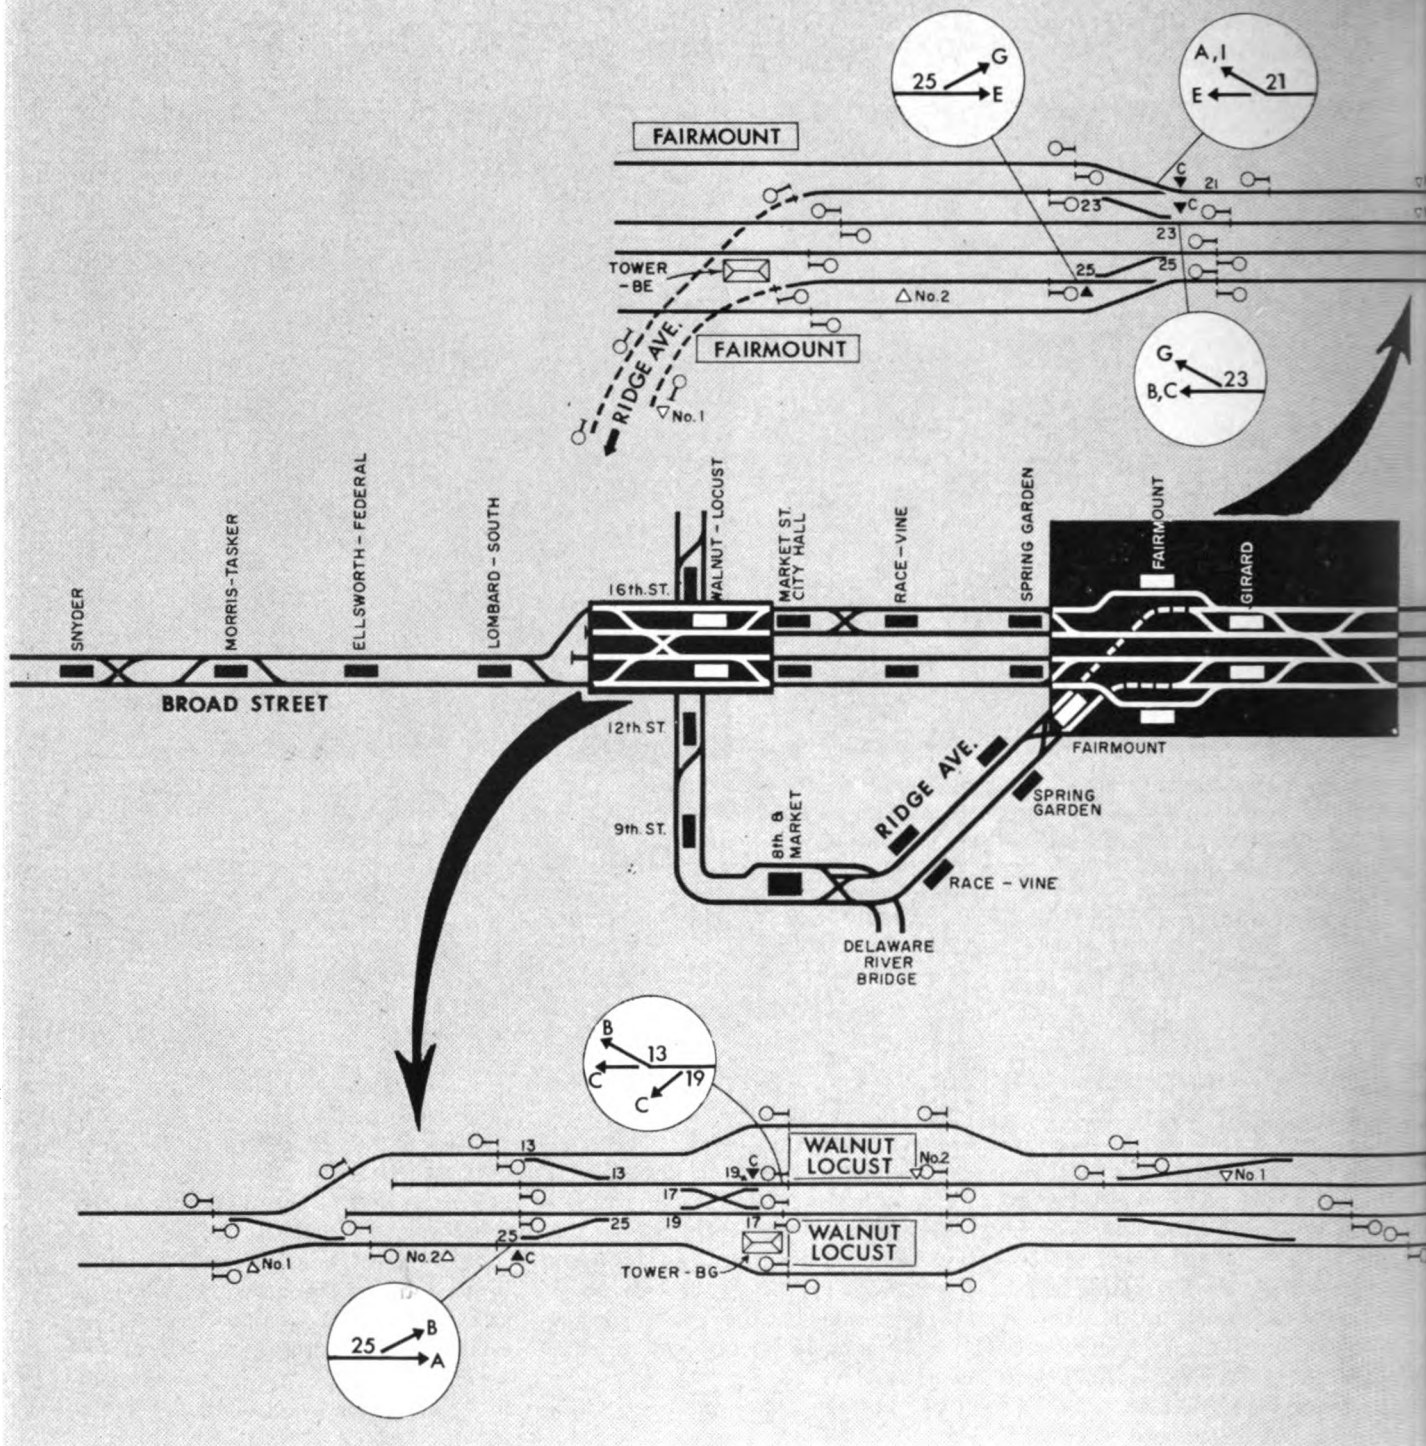 G
25
E
A, I
21
E
FAIRMOUNT
C
21
23
C
23
TOWER
-BE
25
25
No.2
RIDGE AVE.
FAIRMOUNT
G
23
B, C
No.1
SNYDER
MORRIS-TASKER
ELLSWORTH-FEDERAL
LOMBARD-SOUTH
WALNUT-LOCUST
MARKET ST.
CITY HALL
RACE-VINE
SPRING GARDEN
FAIRMOUNT
GIRARD
16th. ST.
BROAD STREET
12th. ST.
FAIRMOUNT
RIDGE AVE.
SPRING
GARDEN
9th. ST.
8th. &
MARKET
RACE - VINE
DELAWARE
RIVER
BRIDGE
B
13
C
19
C
13
13
WALNUT
LOCUST
19
C
No.2
No.1
17
19
17
25
25
WALNUT
LOCUST
No.1
No.2
C
TOWER-BG
25
B
A